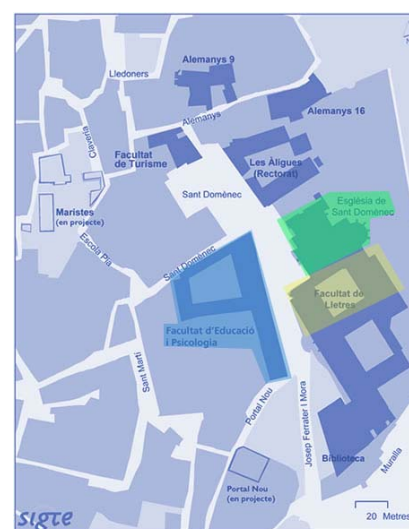 Alemanys 9
Lledoners
Alemanys 16
Alemanys
Claveria
Facultat
de Turisme
Les Àligues
(Rectorat)
Sant Domènec
Església de
Sant Domènec
Maristes
(en projecte)
Escola Pia
Sant Domènec
Facultat de
Lletres
Facultat d'Educació
i Psicologia
Sant Martí
Portal Nou
Josep Ferrater I Mora
Biblioteca
Muralla
Portal Nou
(en projecte)
sigte
20 Metres